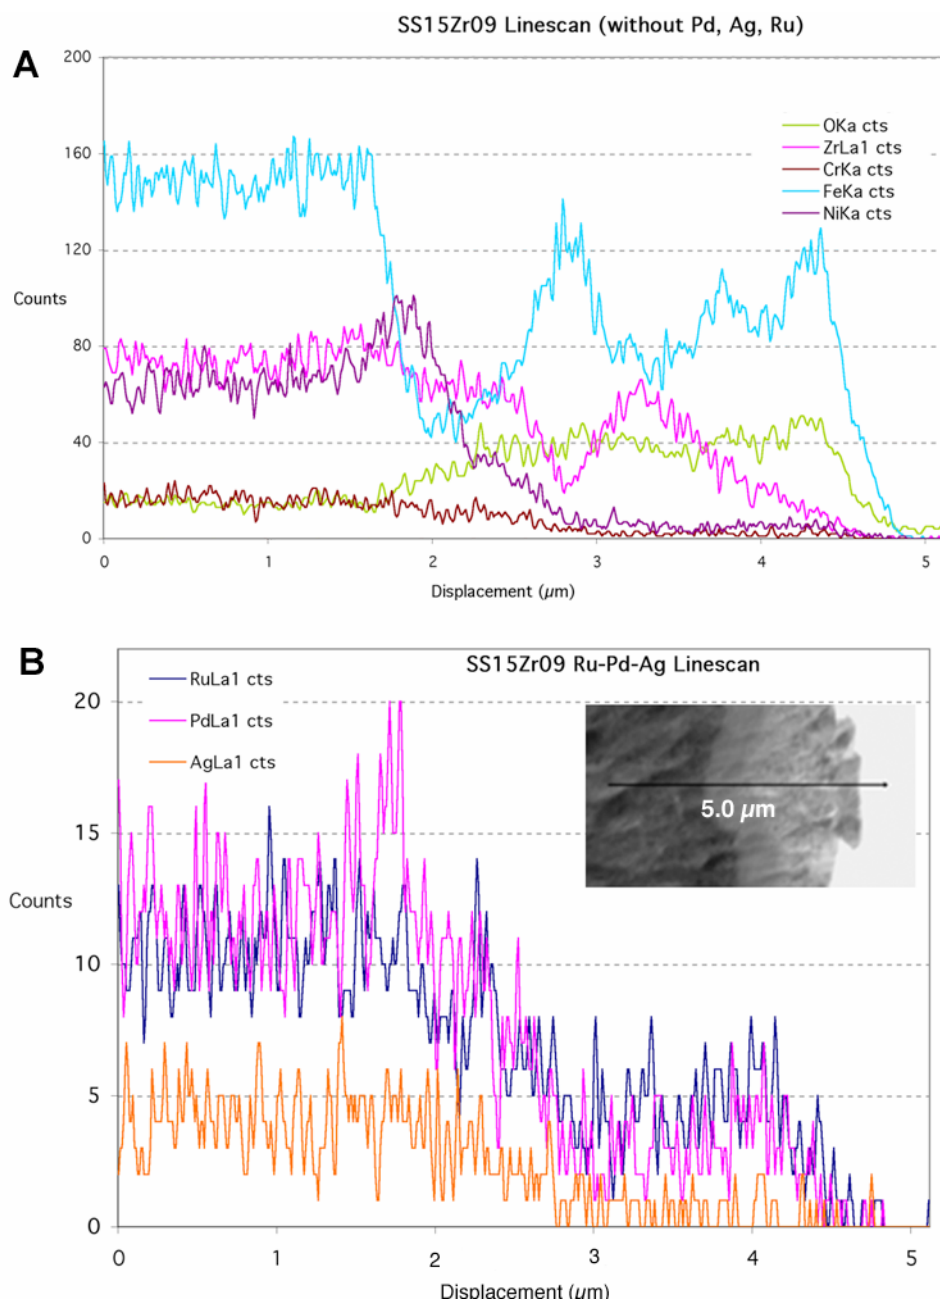 SS15Zr09 Linescan (without Pd, Ag, Ru)
A
200
160
120
80
40
0
Counts
OKa cts
ZrLa1 cts
CrKa cts
FeKa cts
NiKa cts
0 1 2 3 4 5
Displacement (µm)
B
SS15Zr09 Ru-Pd-Ag Linescan
RuLa1 cts
PdLa1 cts
AgLa1 cts
20
15
10
5
0
Counts
5.0 µm
0 1 2 3 4 5
Displacement (µm)